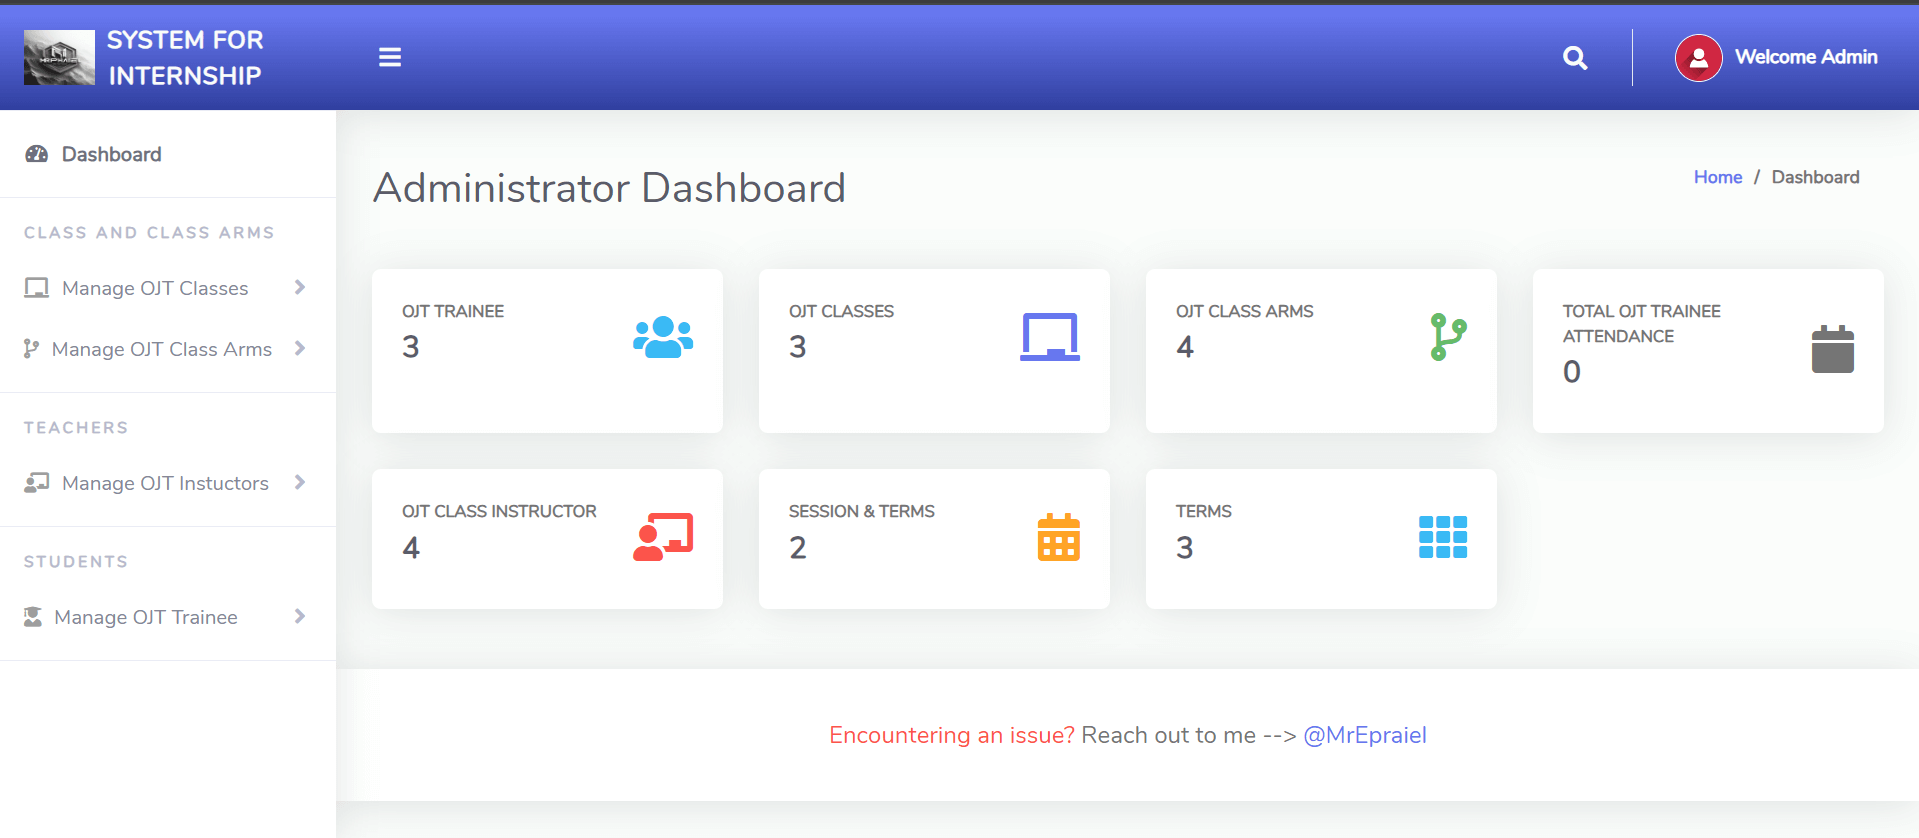 SYSTEM FOR
INTERNSHIP
Welcome Admin
Dashboard
CLASS AND CLASS ARMS
Manage OJT Classes
Manage OJT Class Arms
TEACHERS
Manage OJT Instuctors
STUDENTS
Manage OJT Trainee
Administrator Dashboard
Home / Dashboard
OJT TRAINEE
3
OJT CLASSES
3
OJT CLASS ARMS
4
TOTAL OJT TRAINEE
ATTENDANCE
0
OJT CLASS INSTRUCTOR
4
SESSION & TERMS
2
TERMS
3
Encountering an issue? Reach out to me --> @MrEpraiel